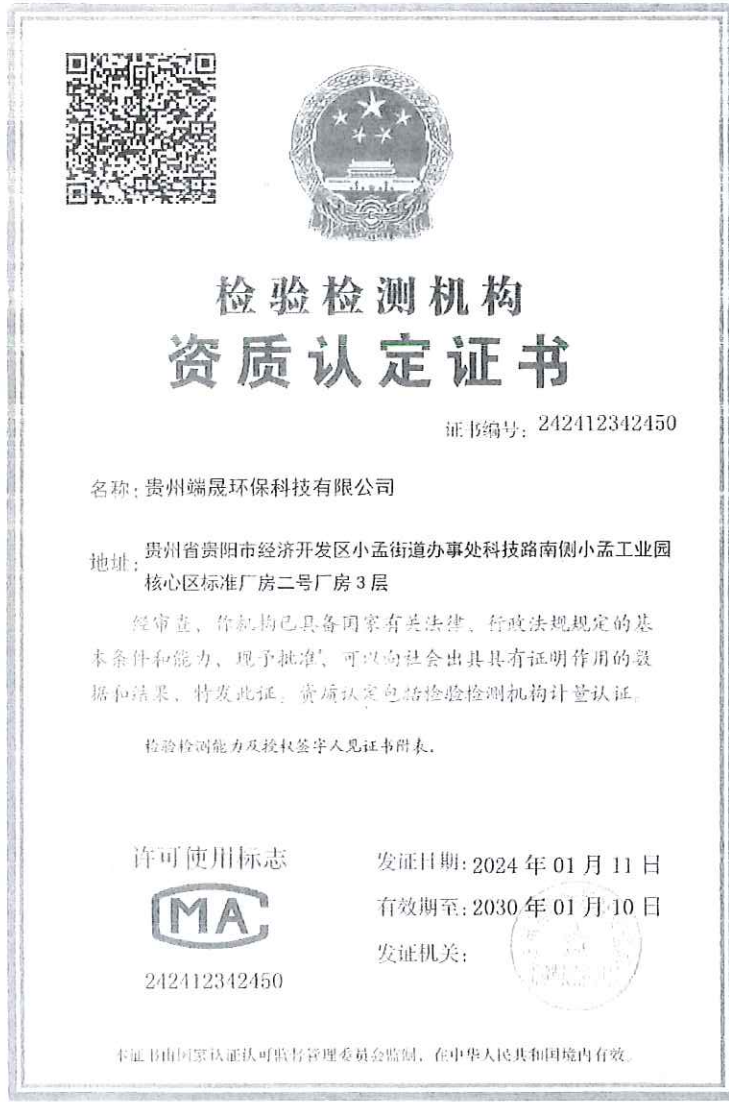 检验检测机构
资质认定证书
证书编号: 242412342450
名称: 贵州端晟环保科技有限公司
地址: 贵州省贵阳市经济开发区小孟街道办事处科技路南侧小孟工业园
核心区标准厂房二号厂房3层
经审查,你机构已具备国家有关法律、行政法规规定的基
本条件和能力,现予批准,可以向社会出具具有证明作用的数
据和结果,特发此证。资质认定包括检验检测机构计量认证。
检验检测能力及授权签字人见证书附表。
许可使用标志
MA
242412342450
发证日期: 2024年01月11日
有效期至: 2030年01月10日
发证机关:
本证书由国家认证认可监督管理委员会监制,在中华人民共和国境内有效。